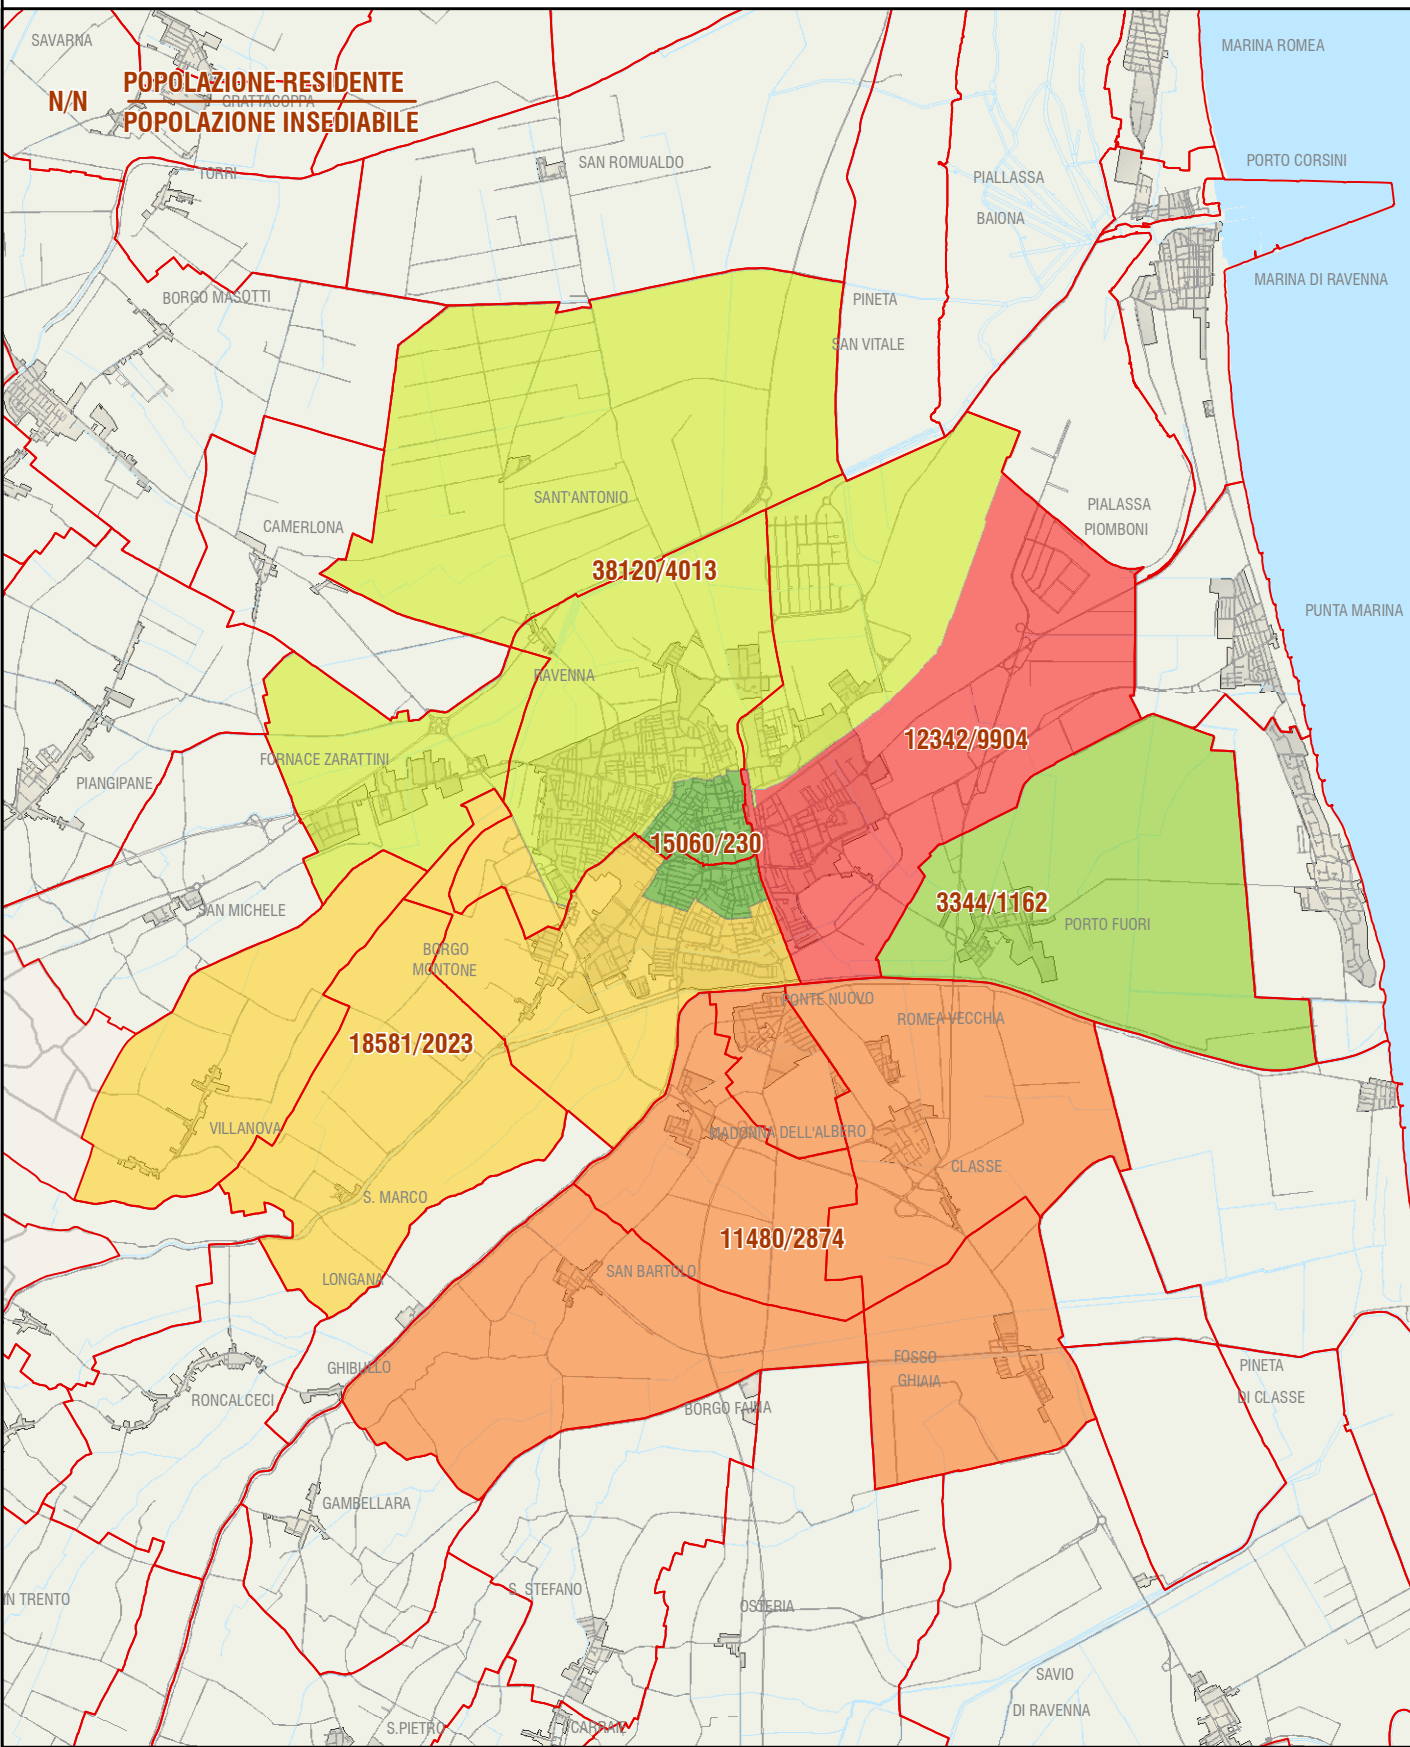 SAVARNA
MARINA ROMEA
N/N
POPOLAZIONE RESIDENTE
GRATTACOPPA
POPOLAZIONE INSEDIABILE
TORRI
SAN ROMUALDO
PORTO CORSINI
PIALLASSA
BAIONA
MARINA DI RAVENNA
BORGO MASOTTI
PINETA
SAN VITALE
SANT'ANTONIO
CAMERLONA
PIALASSA
PIOMBONI
38120/4013
PUNTA MARINA
RAVENNA
12342/9904
FORNACE ZARATTINI
PIANGIPANE
15060/230
3344/1162
SAN MICHELE
PORTO FUORI
BORGO
MONTONE
PONTE NUOVO
ROMEA VECCHIA
18581/2023
VILLANOVA
MADONNA DELL'ALBERO
CLASSE
S. MARCO
11480/2874
LONGANA
SAN BARTOLO
GHIBULLO
FOSSO
GHIAIA
PINETA
DI CLASSE
RONCALCECI
BORGO FAINA
GAMBELLARA
S. STEFANO
IN TRENTO
OSTERIA
SAVIO
DI RAVENNA
S.PIETRO
CARRAIE